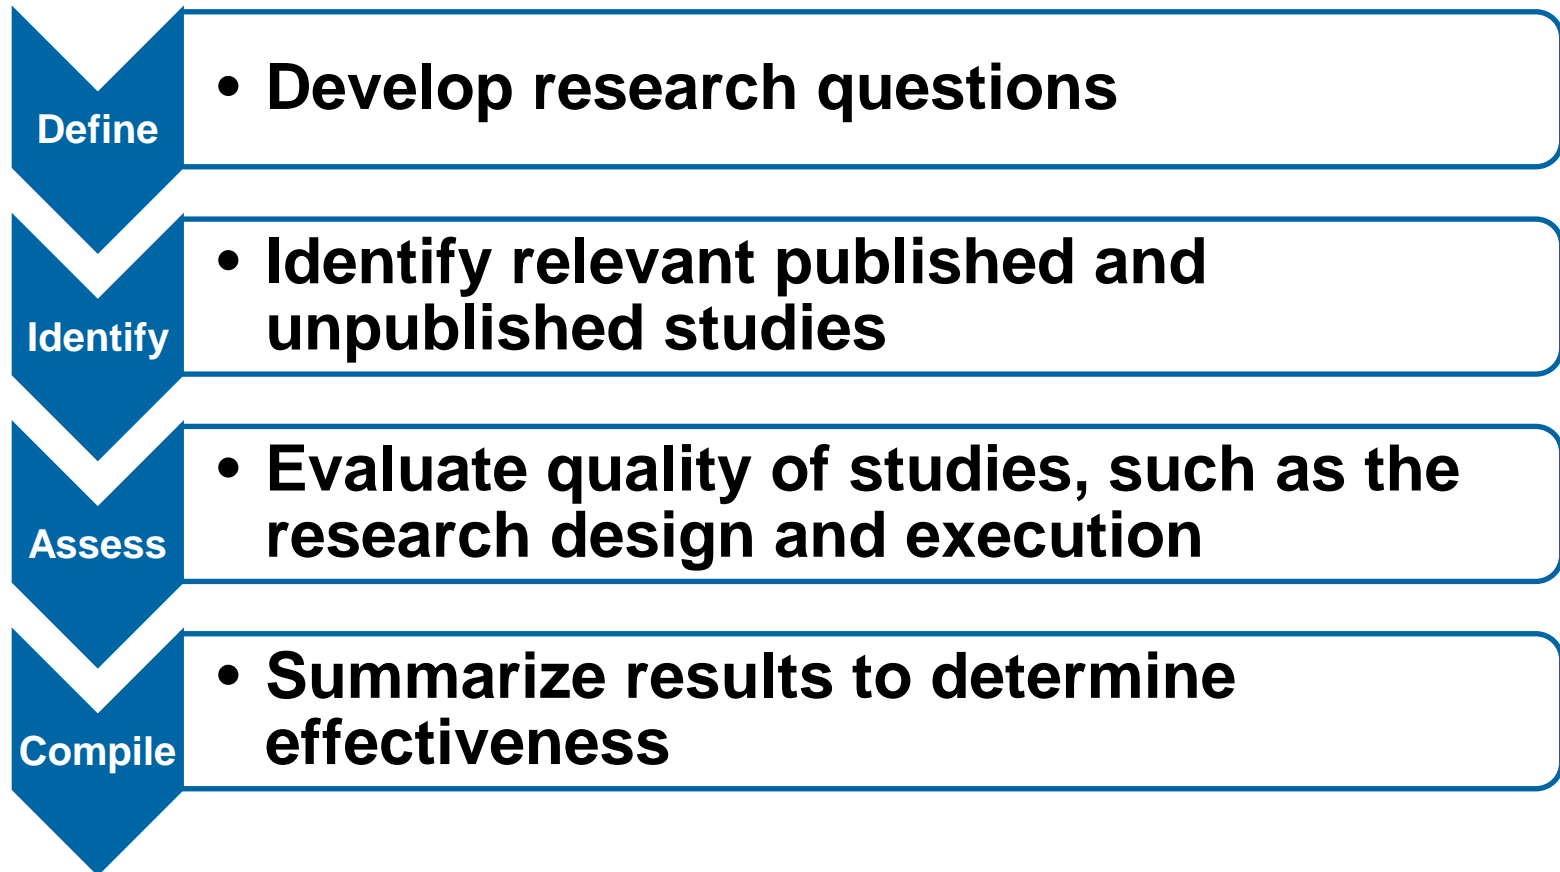 Define
• Develop research questions
Identify
• Identify relevant published and
unpublished studies
Assess
• Evaluate quality of studies, such as the
research design and execution
Compile
• Summarize results to determine
effectiveness